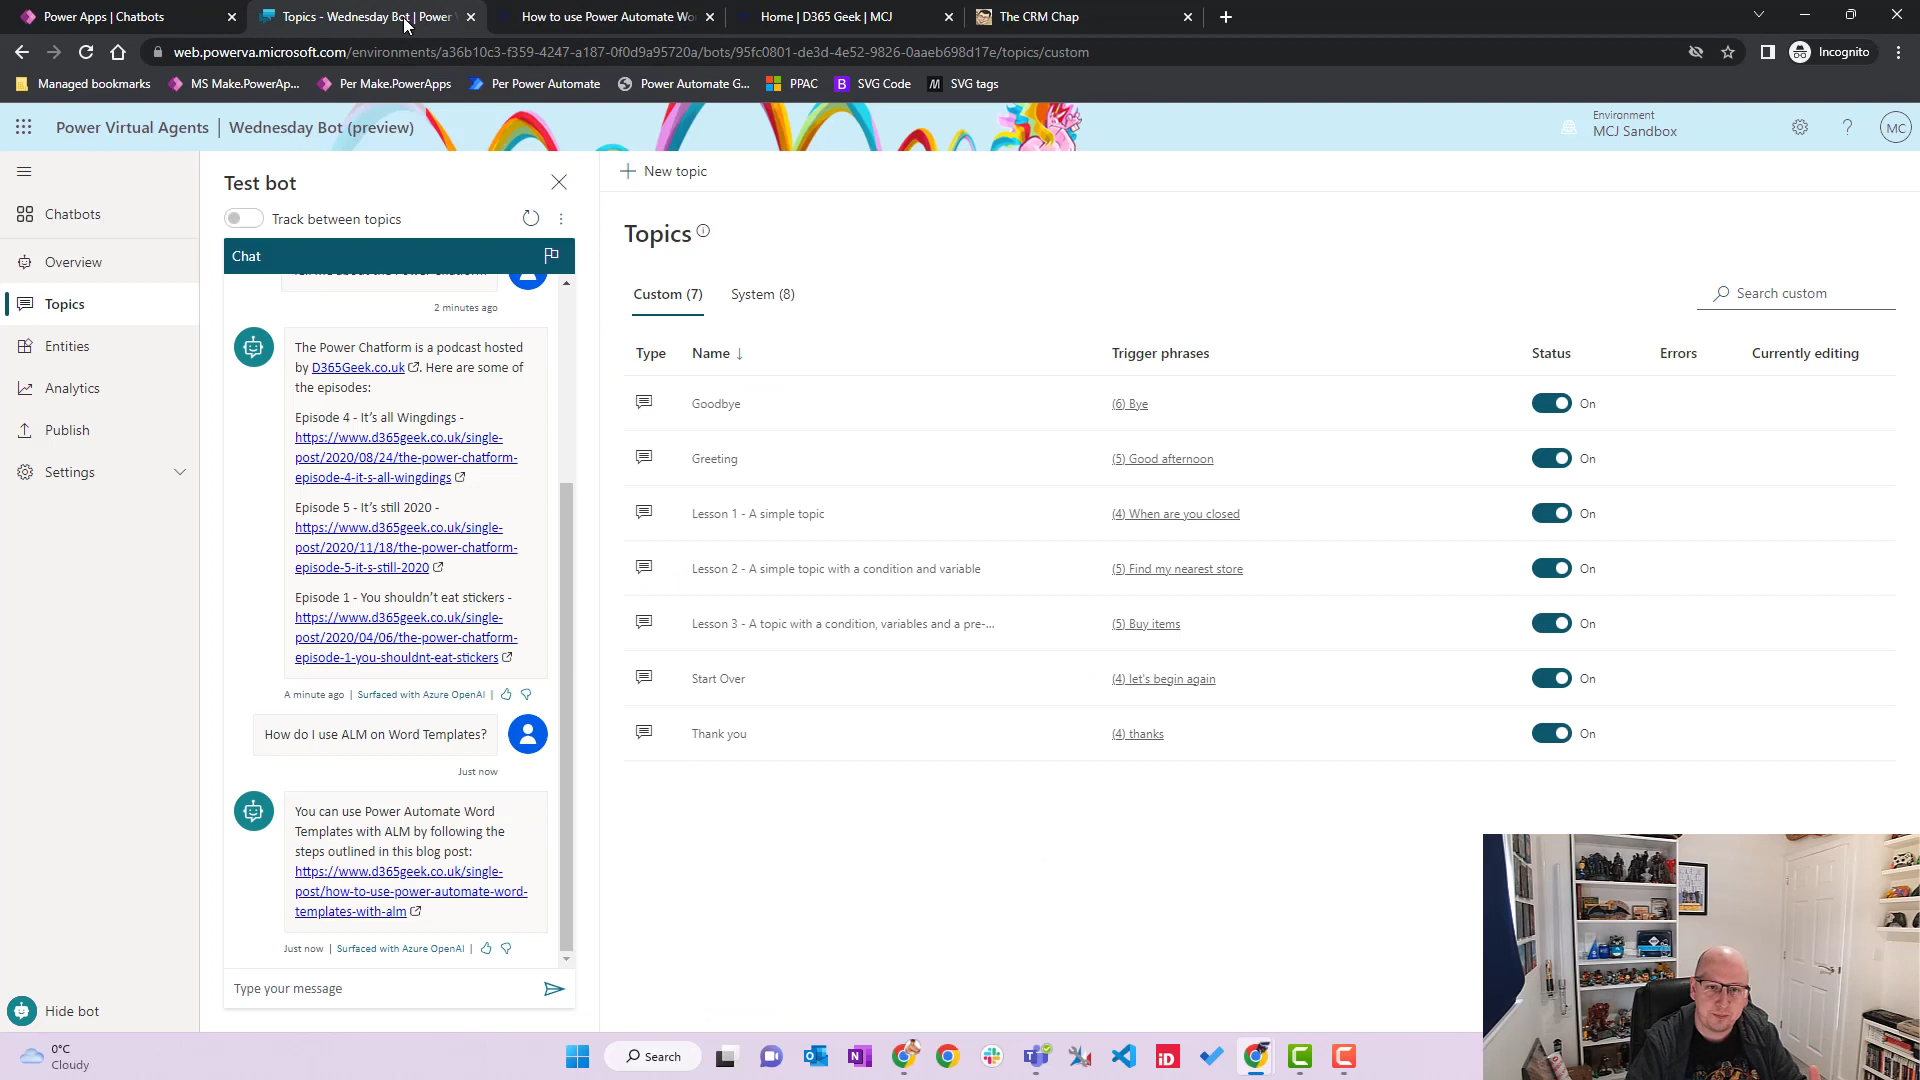 Power Apps | Chatbots
Topics - Wednesday Bot | Power V
How to use Power Automate Wo
Home | D365 Geek | MCJ
The CRM Chap
web.powerva.microsoft.com/environments/a36b10c3-f359-4247-a187-0f0d9a95720a/bots/95fc0801-de3d-4e52-9826-0aaeb698d17e/topics/custom
Incognito
Managed bookmarks
MS Make.PowerAp...
Per Make.PowerApps
Per Power Automate
Power Automate G...
PPAC
SVG Code
SVG tags
Power Virtual Agents | Wednesday Bot (preview)
Environment
MCJ Sandbox
MC
Chatbots
Overview
Topics
Entities
Analytics
Publish
Settings
Hide bot
Test bot
Track between topics
Chat
2 minutes ago
The Power Chatform is a podcast hosted
by D365Geek.co.uk. Here are some of
the episodes:
Episode 4 - It's all Wingdings -
https://www.d365geek.co.uk/single-
post/2020/08/24/the-power-chatform-
episode-4-it-s-all-wingdings
Episode 5 - It's still 2020 -
https://www.d365geek.co.uk/single-
post/2020/11/18/the-power-chatform-
episode-5-it-s-still-2020
Episode 1 - You shouldn't eat stickers -
https://www.d365geek.co.uk/single-
post/2020/04/06/the-power-chatform-
episode-1-you-shouldnt-eat-stickers
A minute ago | Surfaced with Azure OpenAI |
How do I use ALM on Word Templates?
Just now
You can use Power Automate Word
Templates with ALM by following the
steps outlined in this blog post:
https://www.d365geek.co.uk/single-
post/how-to-use-power-automate-word-
templates-with-alm
Just now | Surfaced with Azure OpenAI |
Type your message
New topic
Topics
Custom (7)
System (8)
Search custom
Type Name Trigger phrases Status Errors Currently editing
Goodbye (6) Bye On
Greeting (5) Good afternoon On
Lesson 1 - A simple topic (4) When are you closed On
Lesson 2 - A simple topic with a condition and variable (5) Find my nearest store On
Lesson 3 - A topic with a condition, variables and a pre-... (5) Buy items On
Start Over (4) let's begin again On
Thank you (4) thanks On
0°C
Cloudy
Search